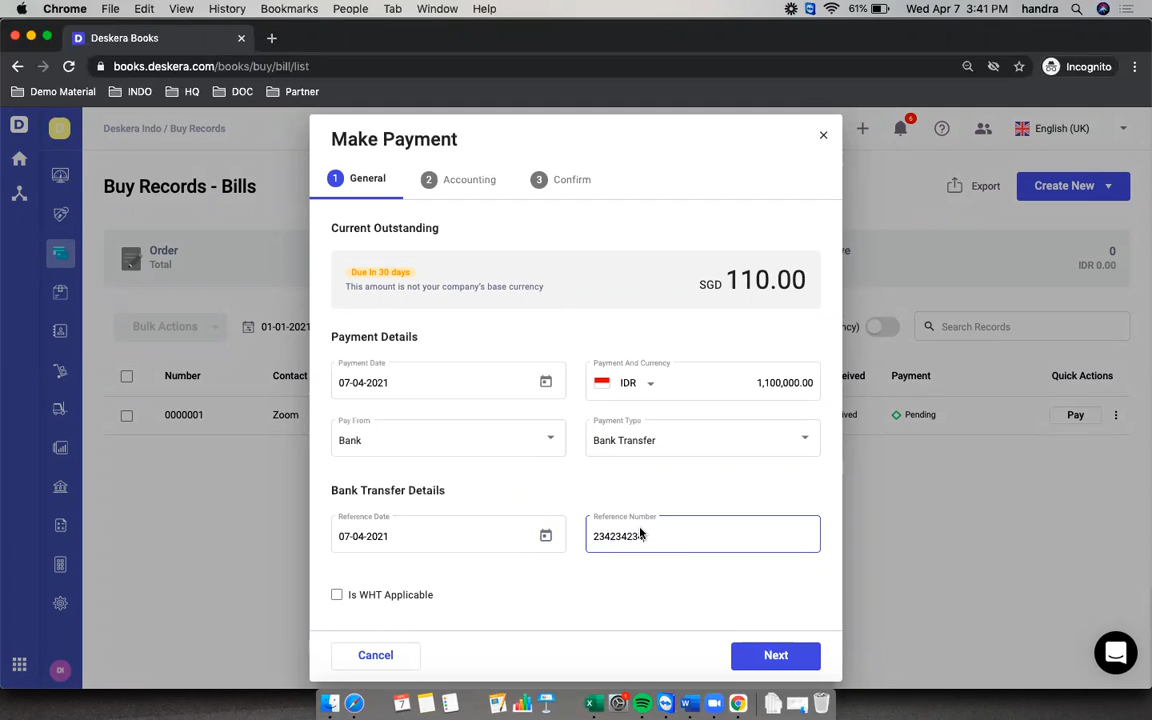 Chrome File Edit View History Bookmarks People Tab Window Help 61% Wed Apr 7 3:41 PM handra
D Deskera Books
books.deskera.com/books/buy/bill/list Incognito
Demo Material INDO HQ DOC Partner
D D Deskera Indo / Buy Records 6 English (UK)
Buy Records - Bills Export Create New
Order 0
Total IDR 0.00
Bulk Actions 01-01-2021 Search Records
Number Contact Payment Quick Actions
0000001 Zoom Pending Pay
Make Payment
1 General 2 Accounting 3 Confirm
Current Outstanding
Due In 30 days
This amount is not your company's base currency
SGD 110.00
Payment Details
Payment Date Payment And Currency
07-04-2021 IDR 1,100,000.00
Pay From Payment Type
Bank Bank Transfer
Bank Transfer Details
Reference Date Reference Number
07-04-2021
Is WHT Applicable
Cancel Next
DI
7